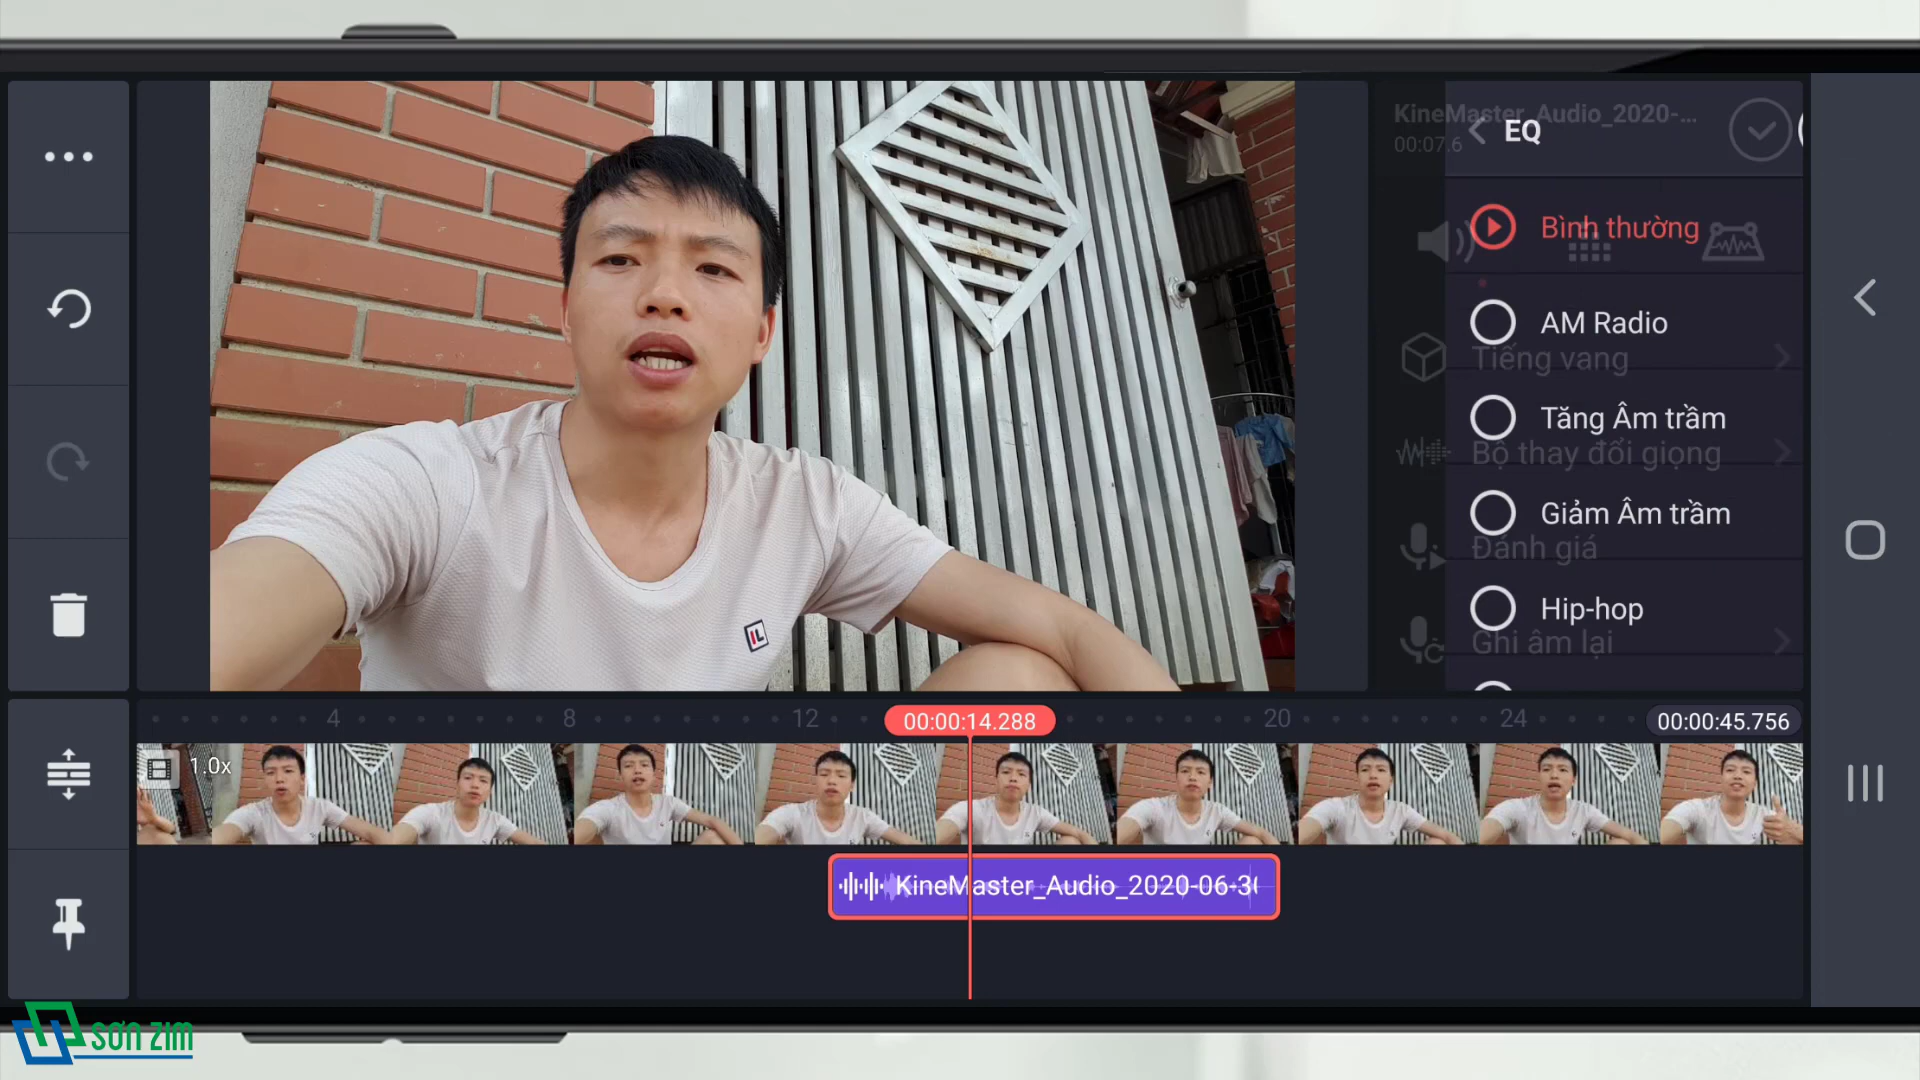 KineMaster_Audio_2020-...
00:07.6
EQ
Bình thường
AM Radio
Tiếng vang
Tăng Âm trầm
Bộ thay đổi giọng
Giảm Âm trầm
Đánh giá
Hip-hop
Ghi âm lại
4
8
12
00:00:14.288
20
24
00:00:45.756
1.0x
KineMaster_Audio_2020-06-30
IL
SƠN ZIM